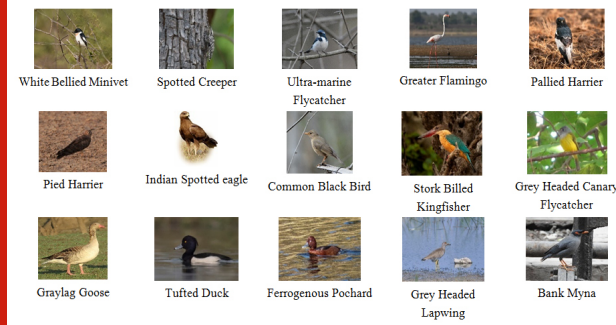 White Bellied Minivet
Spotted Creeper
Ultra-marine
Flycatcher
Greater Flamingo
Pallied Harrier
Pied Harrier
Indian Spotted eagle
Common Black Bird
Stork Billed
Kingfisher
Grey Headed Canary
Flycatcher
Graylag Goose
Tufted Duck
Ferrogenous Pochard
Grey Headed
Lapwing
Bank Myna